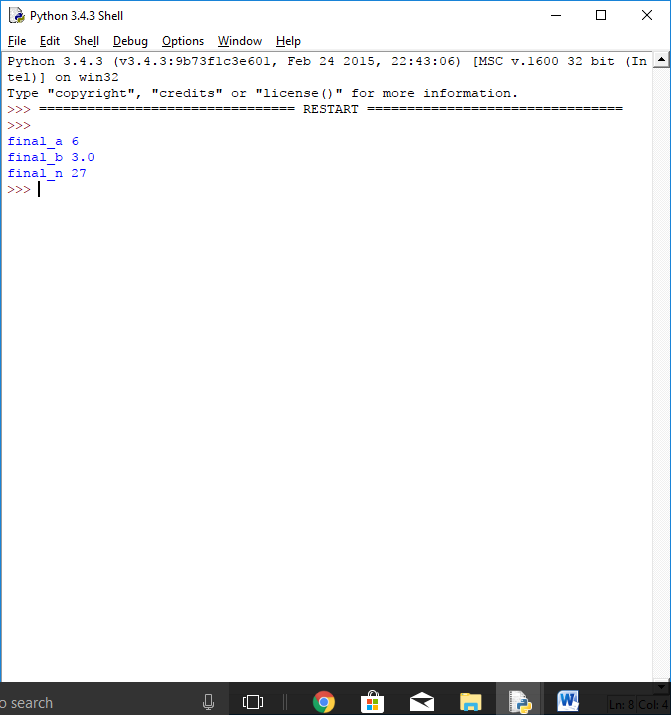 Python 3.4.3 Shell
File Edit Shell Debug Options Window Help
Python 3.4.3 (v3.4.3:9b73f1c3e601, Feb 24 2015, 22:43:06) [MSC v.1600 32 bit (In
tel)] on win32
Type "copyright", "credits" or "license()" for more information.
>>> ================================ RESTART ================================
>>>
final_a 6
final_b 3.0
final_n 27
>>>
o search
W
Ln: 8 Col: 4